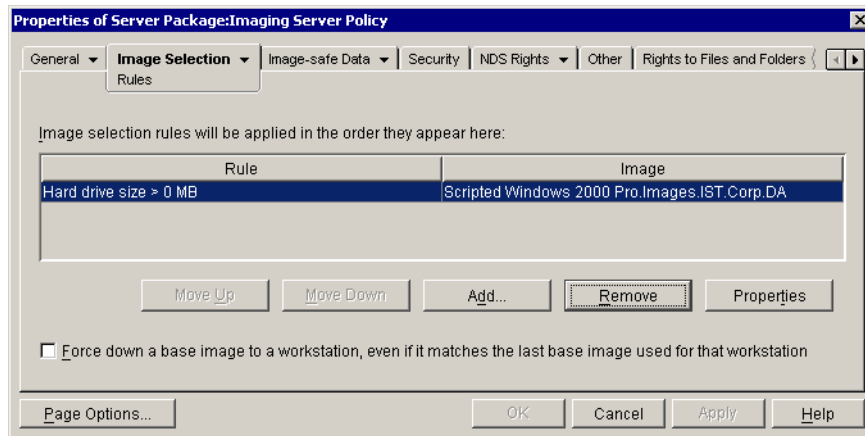 Properties of Server Package:Imaging Server Policy
General Image Selection Image-safe Data Security NDS Rights Other Rights to Files and Folders
Rules
Image selection rules will be applied in the order they appear here:
Rule Image
Hard drive size > 0 MB Scripted Windows 2000 Pro.Images.IST.Corp.DA
Move Up Move Down Add... Remove Properties
Force down a base image to a workstation, even if it matches the last base image used for that workstation
Page Options... OK Cancel Apply Help